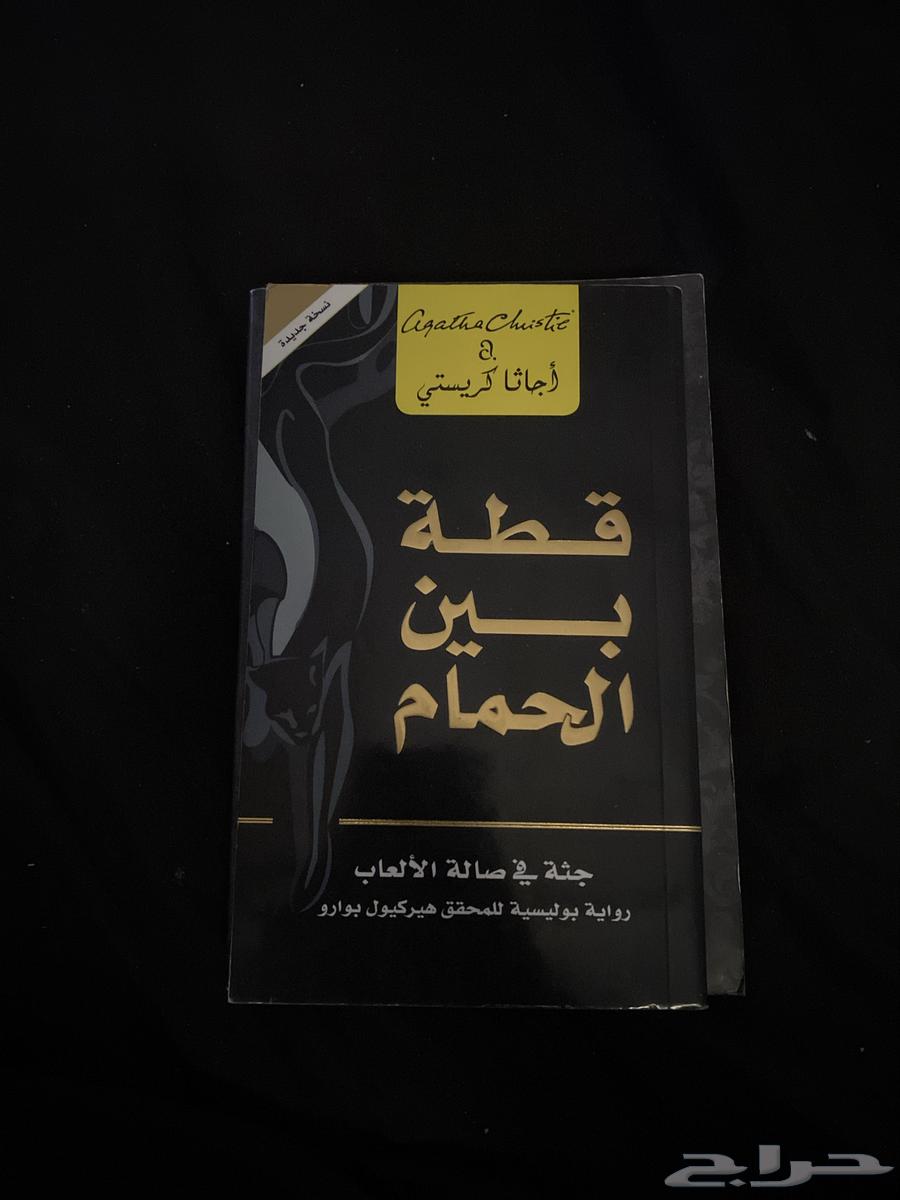 نسخة جديدة
Agatha Christie
a.
أجاثا كريستي
قطة
بين
الحمام
جثة في صالة الألعاب
رواية بوليسية للمحقق هيركيول بوارو
حراج